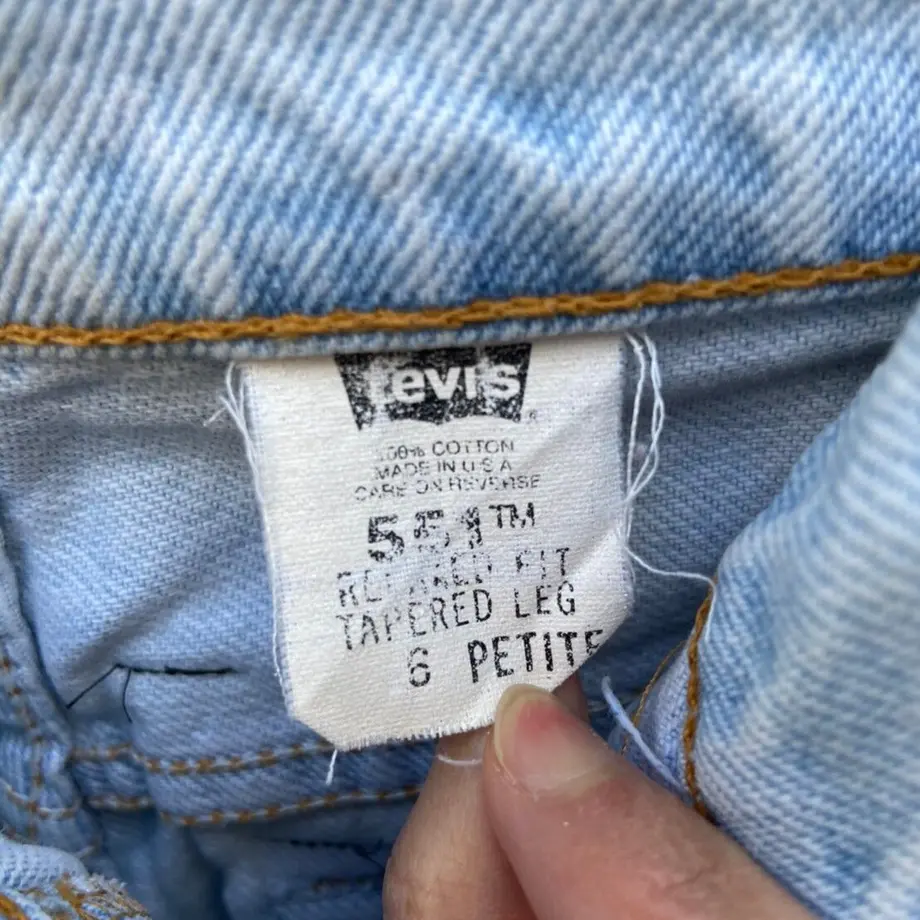 Levi's®
100% COTTON
MADE IN U.S.A
CARE ON REVERSE
551™
RELAXED FIT
TAPERED LEG
6 PETITE